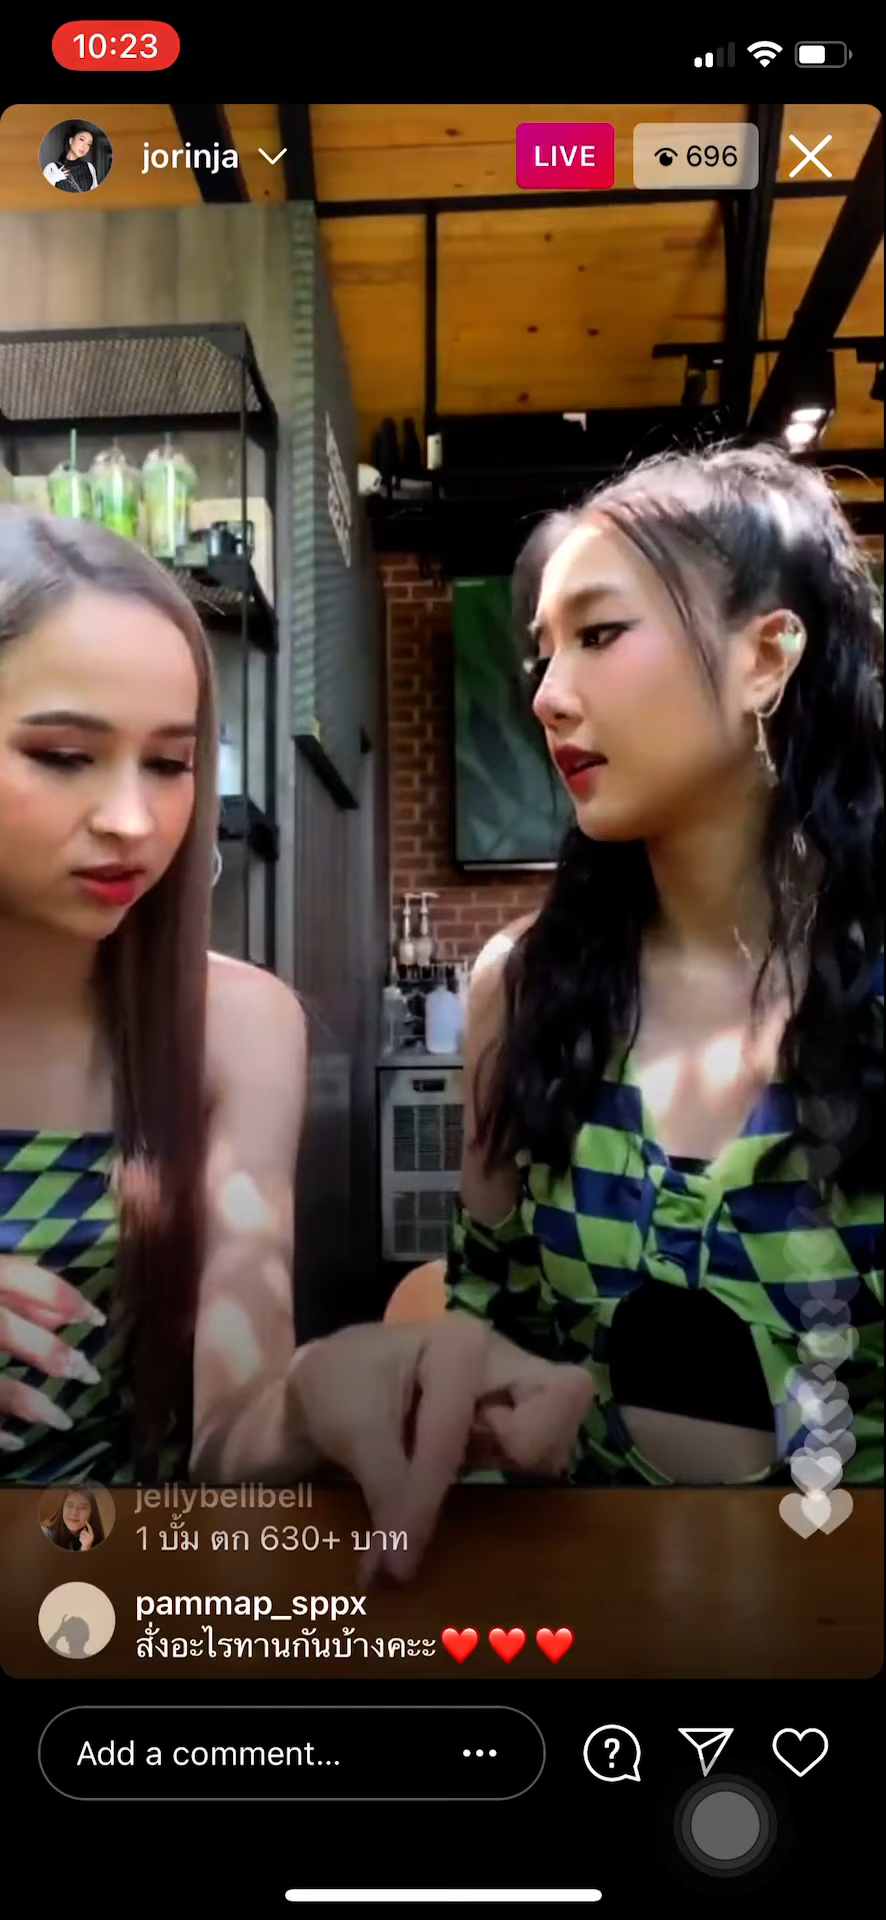 10:23
jorinja
LIVE
696
jellybellbell
1 บั้ม ตก 630+ บาท
pammap_sppx
สั่งอะไรทานกันบ้างคะะ❤️❤️❤️
Add a comment...